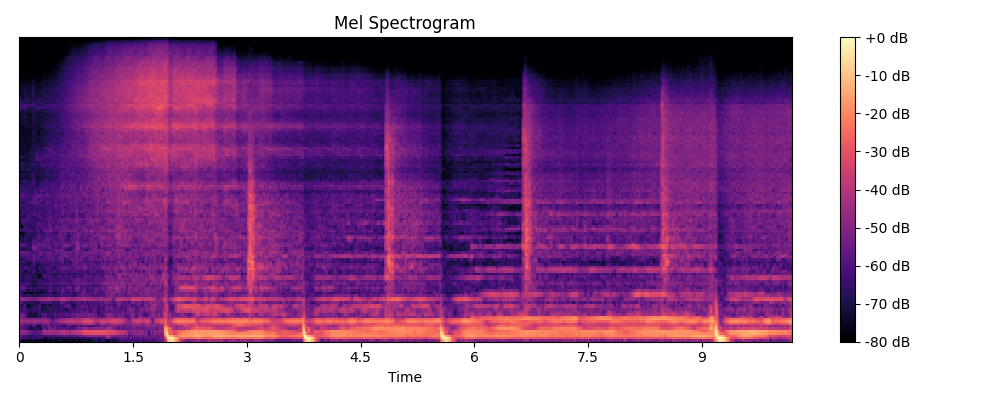 Mel Spectrogram
+0 dB
-10 dB
-20 dB
-30 dB
-40 dB
-50 dB
-60 dB
-70 dB
-80 dB
0 1.5 3 4.5 6 7.5 9
Time